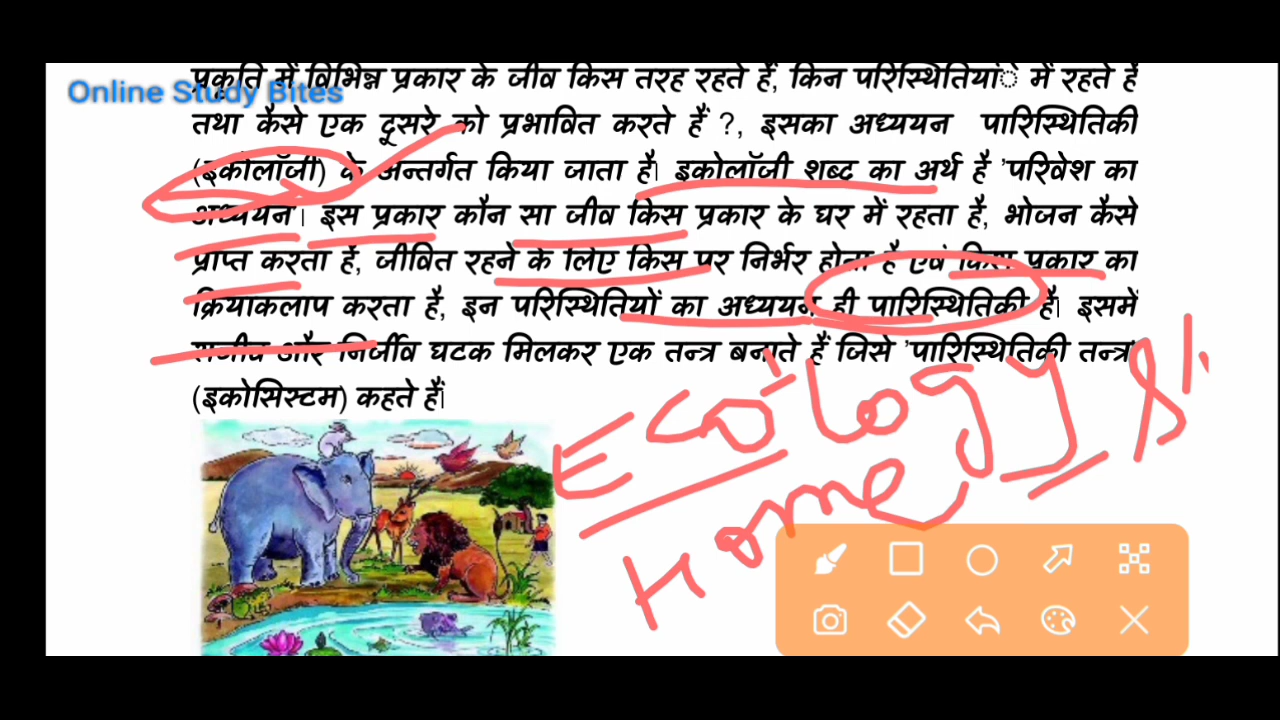 प्रकृति में विभिन्न प्रकार के जीव किस तरह रहते हैं, किन परिस्थितियांे में रहते हैं
Online Study Bites
तथा कैसे एक दूसरे को प्रभावित करते हैं ?, इसका अध्ययन पारिस्थितिकी
(इकोलॉजी) के अन्तर्गत किया जाता है। इकोलॉजी शब्द का अर्थ है 'परिवेश का
अध्ययन। इस प्रकार कौन सा जीव किस प्रकार के घर में रहता है, भोजन कैसे
प्राप्त करता है, जीवित रहने के लिए किस पर निर्भर होता है एवं किस प्रकार का
क्रियाकलाप करता है, इन परिस्थितियों का अध्ययन ही पारिस्थितिकी है। इसमें
सजीव और निर्जीव घटक मिलकर एक तन्त्र बनाते हैं जिसे 'पारिस्थितिकी तन्त्र'
(इकोसिस्टम) कहते हैं।
Ecology
Home